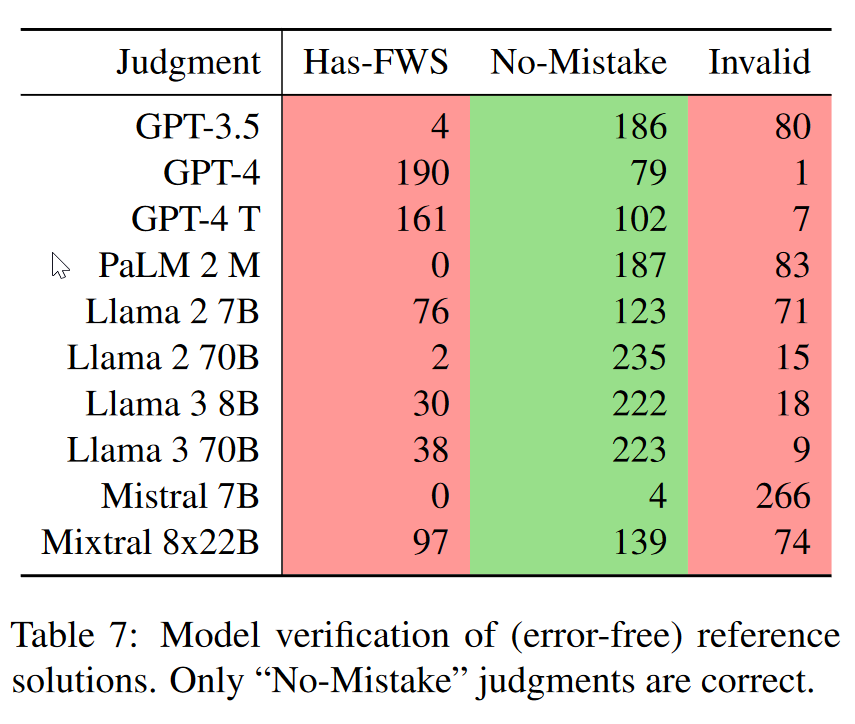 Judgment Has-FWS No-Mistake Invalid
GPT-3.5 4 186 80
GPT-4 190 79 1
GPT-4 T 161 102 7
PaLM 2 M 0 187 83
Llama 2 7B 76 123 71
Llama 2 70B 2 235 15
Llama 3 8B 30 222 18
Llama 3 70B 38 223 9
Mistral 7B 0 4 266
Mixtral 8x22B 97 139 74
Table 7: Model verification of (error-free) reference
solutions. Only “No-Mistake” judgments are correct.